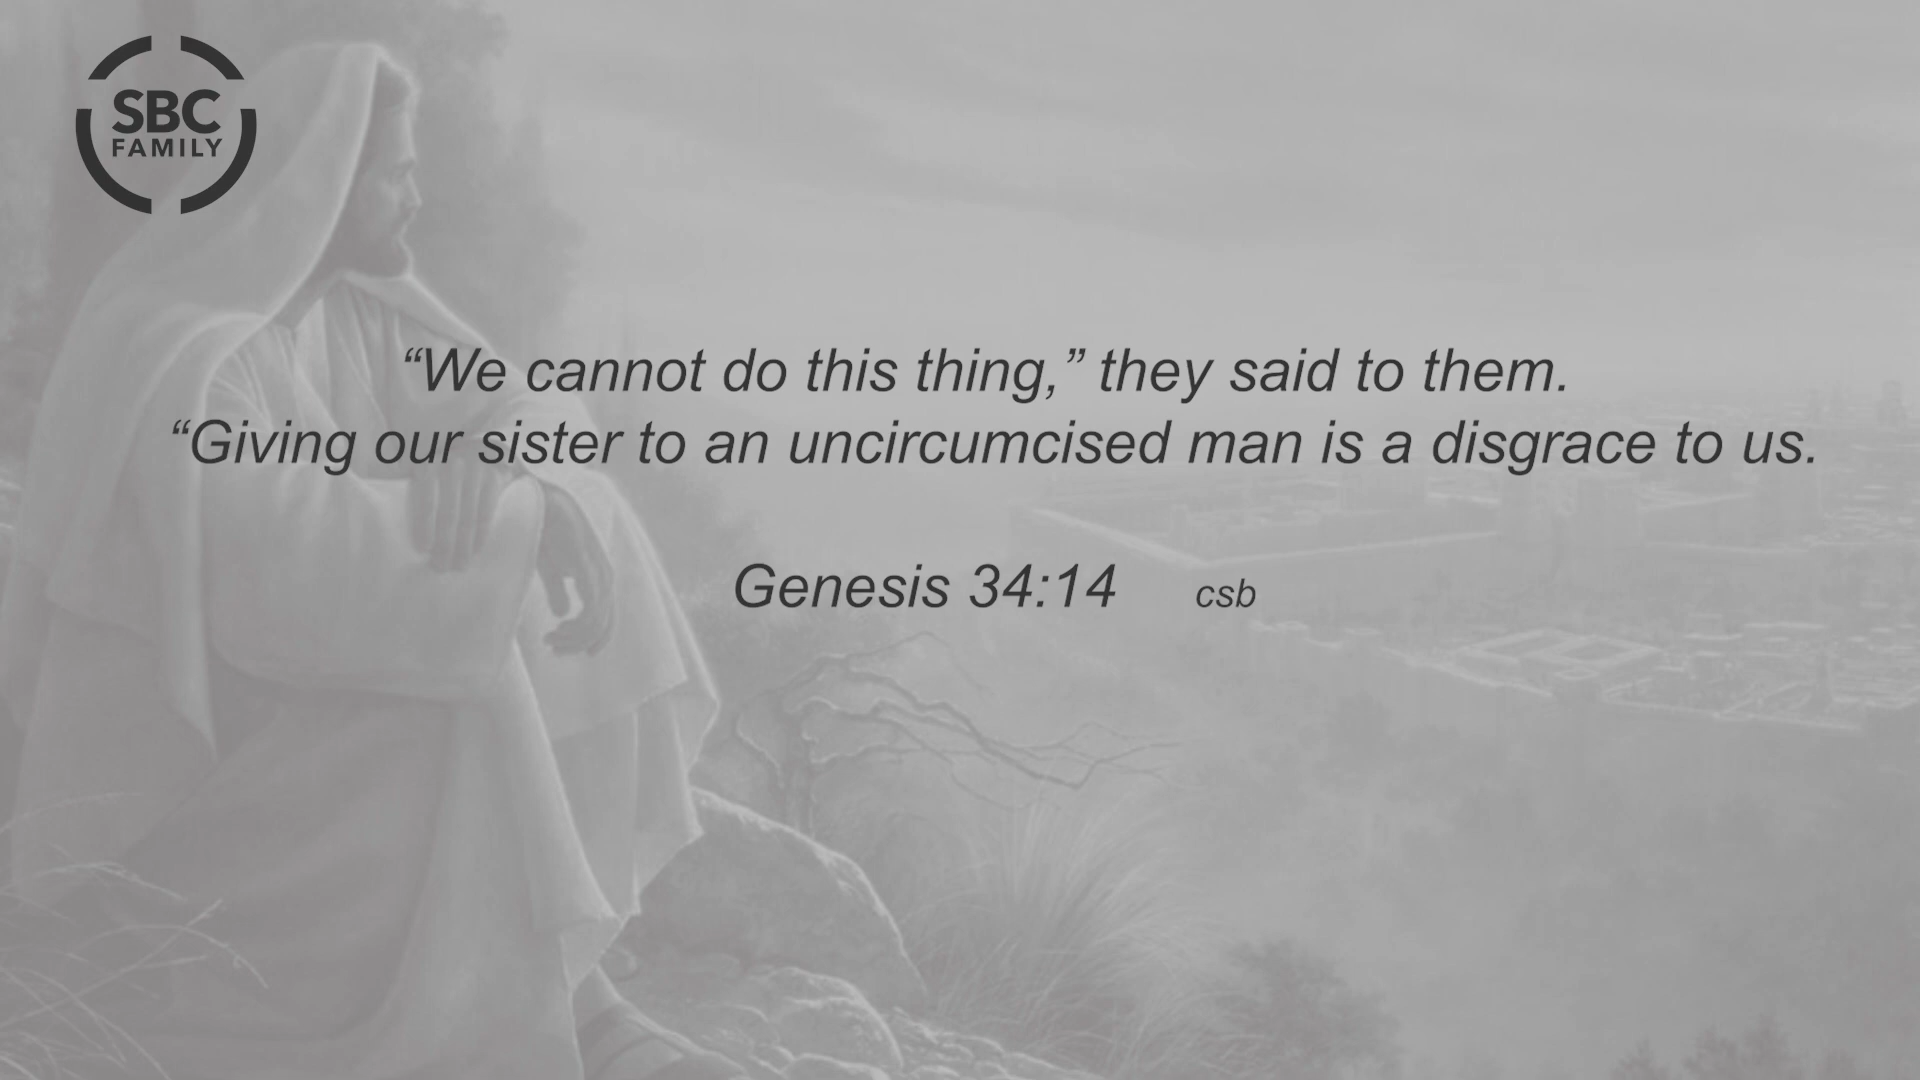 SBC
FAMILY
“We cannot do this thing,” they said to them.
“Giving our sister to an uncircumcised man is a disgrace to us.
Genesis 34:14 csb